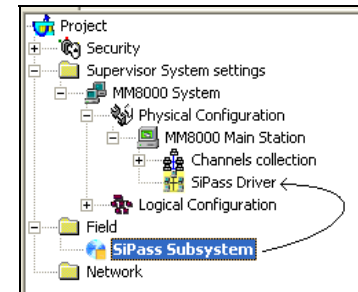 Project
Security
Supervisor System settings
MM8000 System
Physical Configuration
MM8000 Main Station
Channels collection
SiPass Driver
Logical Configuration
Field
SiPass Subsystem
Network